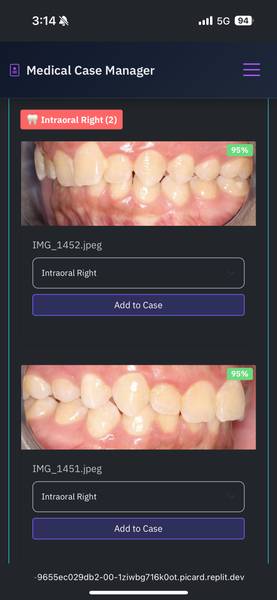 3:14
5G
94
Medical Case Manager
Intraoral Right (2)
95%
IMG_1452.jpeg
Intraoral Right
Add to Case
95%
IMG_1451.jpeg
Intraoral Right
Add to Case
-9655ec029db2-00-1ziwbg716k0ot.picard.replit.dev